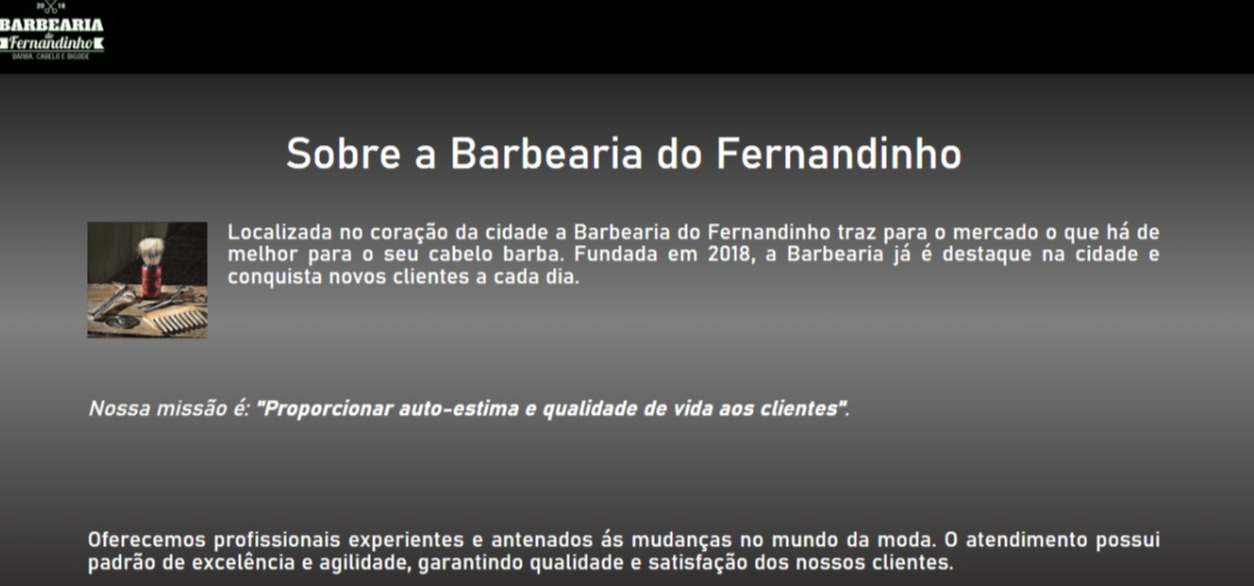 20 18
BARBEARIA
do
Fernandinho
BARBA, CABELO E BIGODE
Sobre a Barbearia do Fernandinho
Localizada no coração da cidade a Barbearia do Fernandinho traz para o mercado o que há de
melhor para o seu cabelo barba. Fundada em 2018, a Barbearia já é destaque na cidade e
conquista novos clientes a cada dia.
Nossa missão é: "Proporcionar auto-estima e qualidade de vida aos clientes".
Oferecemos profissionais experientes e antenados ás mudanças no mundo da moda. O atendimento possui
padrão de excelência e agilidade, garantindo qualidade e satisfação dos nossos clientes.